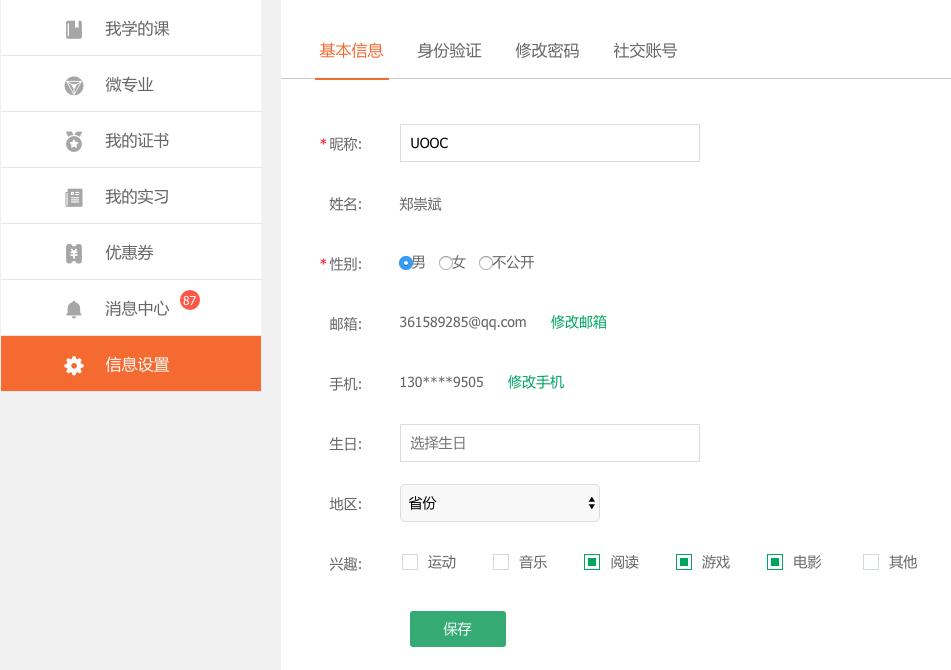 我学的课
微专业
我的证书
我的实习
优惠券
消息中心 87
信息设置
基本信息 身份验证 修改密码 社交账号
*昵称: UOOC
姓名: 郑崇斌
*性别: 男 女 不公开
邮箱: 361589285@qq.com 修改邮箱
手机: 130****9505 修改手机
生日: 选择生日
地区: 省份
兴趣: 运动 音乐 阅读 游戏 电影 其他
保存